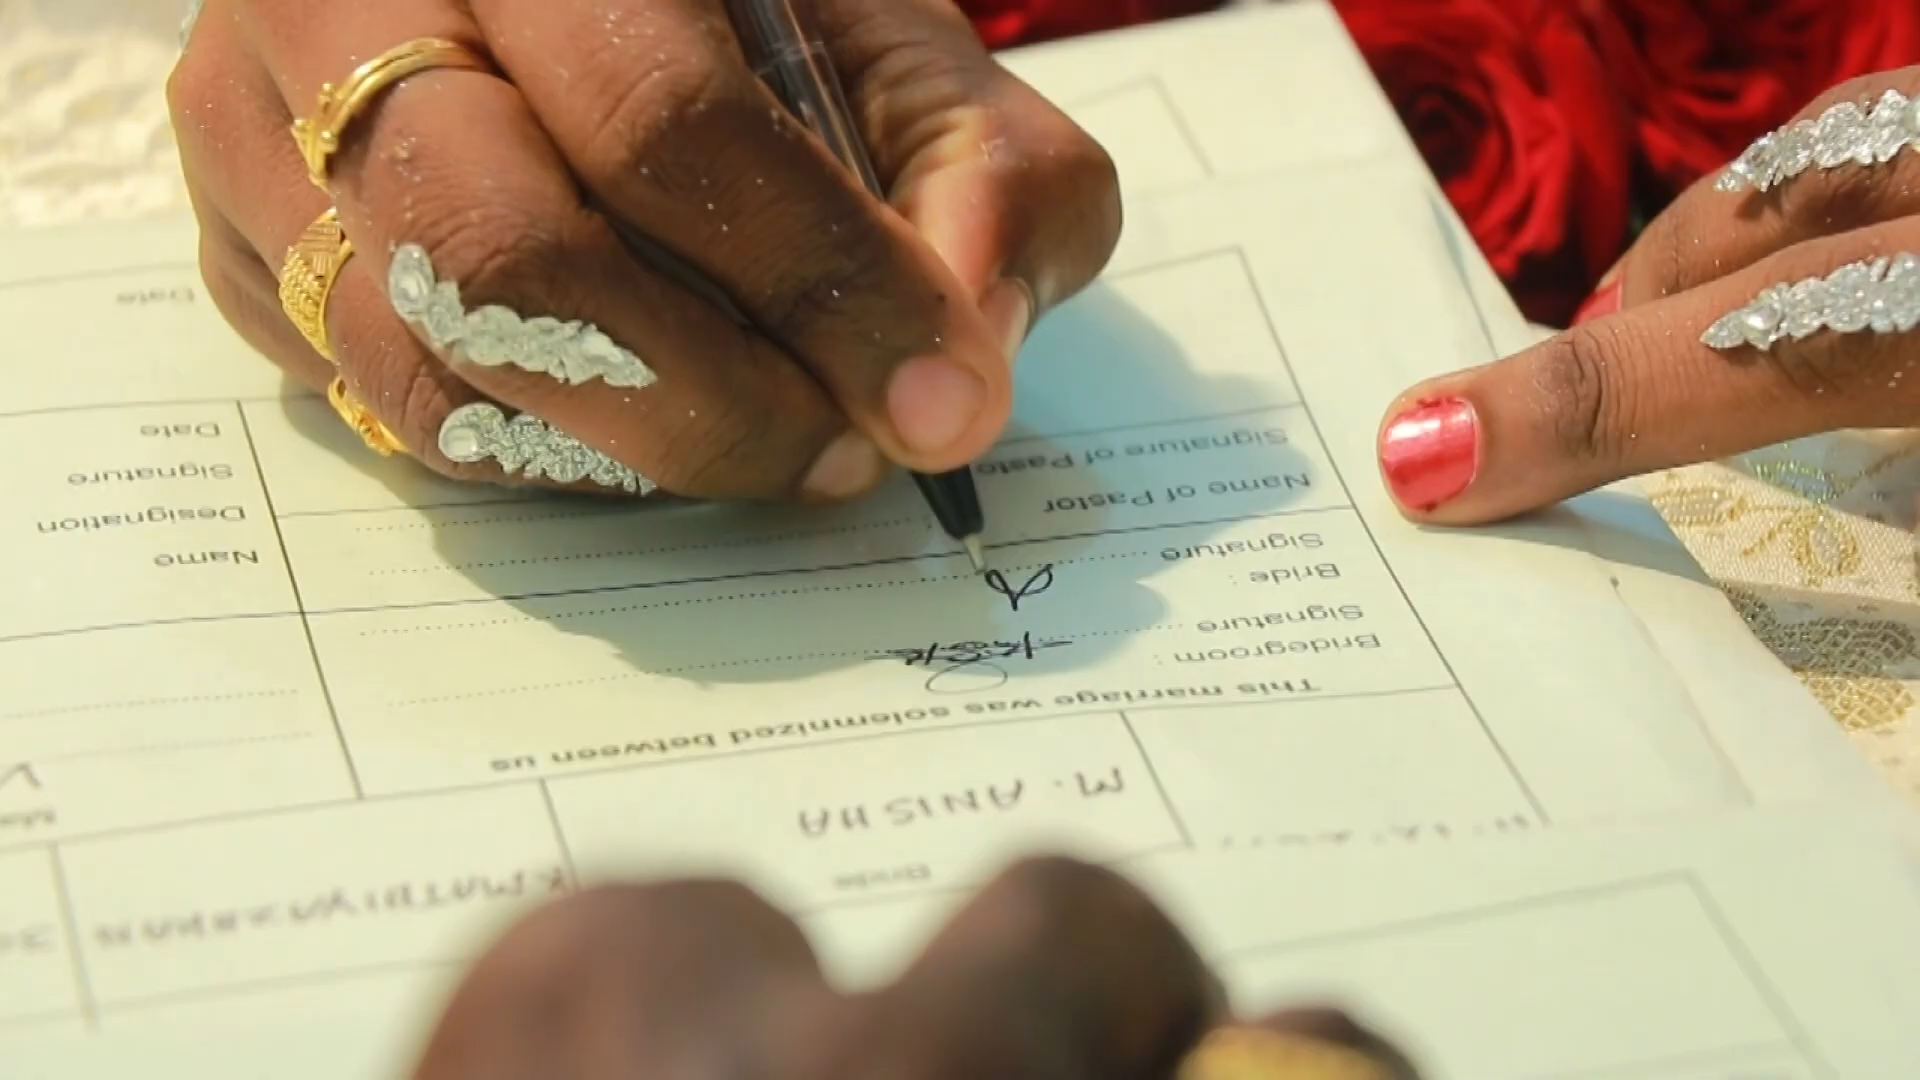 Bride
M. ANISHA
This marriage was solemnized between us
Bridegroom :
Signature
Bride :
Signature
Name of Pastor
Signature of Pastor
Name
Designation
Signature
Date
Date